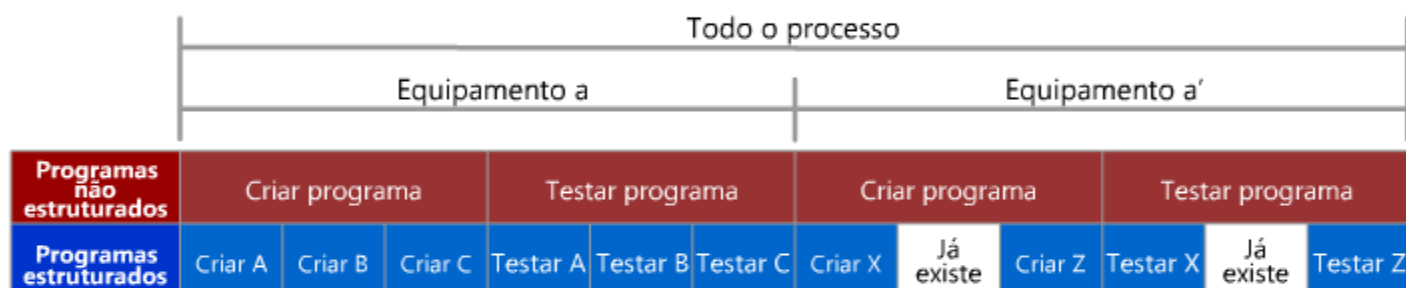 Todo o processo
Equipamento a
Equipamento a’
Programas
não
estruturados
Criar programa
Testar programa
Criar programa
Testar programa
Programas
estruturados
Criar A
Criar B
Criar C
Testar A
Testar B
Testar C
Criar X
Já
existe
Criar Z
Testar X
Já
existe
Testar Z